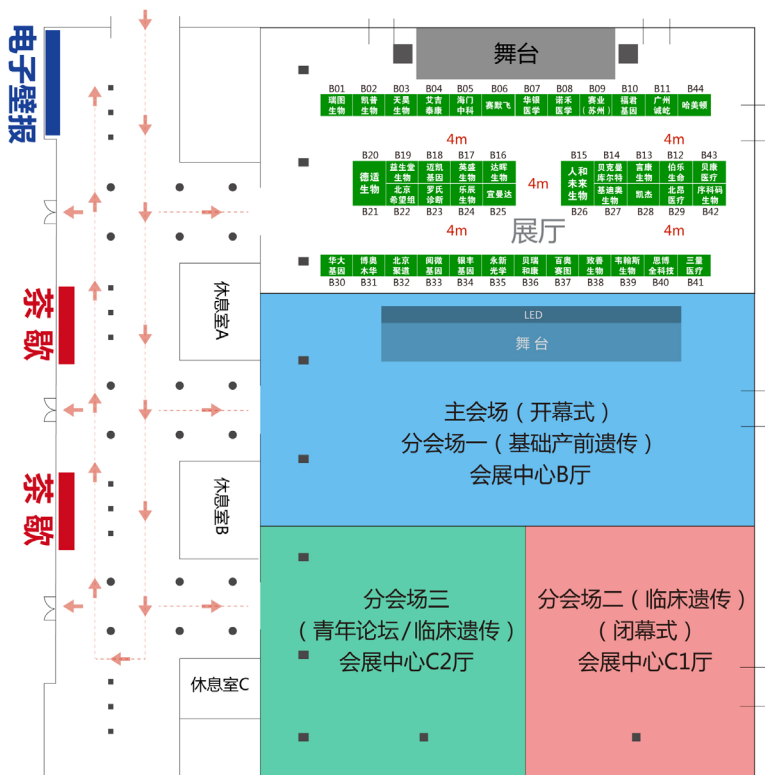 电子壁报
茶歇
茶歇
休息室A
休息室B
休息室C
舞台
B01 B02 B03 B04 B05 B06 B07 B08 B09 B10 B11 B44
瑞图生物 凯普生物 天昊生物 艾吉泰康 海门中科 赛默飞 华银医学 诺禾医学 赛业（苏州） 福君基因 广州诚屹 哈美顿
4m 4m
B20 B19 B18 B17 B16
德适生物 益生堂生物 迈凯基因 英盛生物 达晖生物
北京希望组 罗氏诊断 乐辰生物 宜曼达
B21 B22 B23 B24 B25
4m
B15 B14 B13 B12 B43
人和未来生物 贝克曼库尔特 言康生物 伯乐生命 贝康医疗
基迪奥生物 凯杰 北昂医疗 序科码生物
B26 B27 B28 B29 B42
4m 展厅 4m
华大基因 博奥木华 北京聚道 阅微基因 银丰基因 永新光学 贝瑞和康 百奥赛图 致善生物 韦翰斯生物 思博全科技 三量医疗
B30 B31 B32 B33 B34 B35 B36 B37 B38 B39 B40 B41
LED
舞台
主会场（开幕式）
分会场一（基础产前遗传）
会展中心B厅
分会场三
（青年论坛/临床遗传）
会展中心C2厅
分会场二（临床遗传）
（闭幕式）
会展中心C1厅